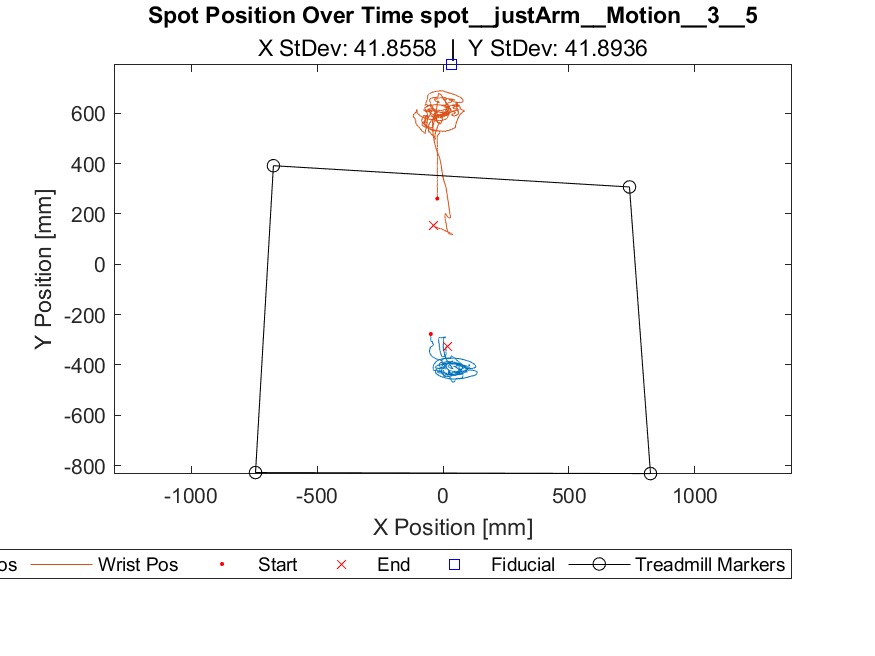 Spot Position Over Time spot__justArm__Motion__3__5
X StDev: 41.8558 | Y StDev: 41.8936
600
400
200
0
-200
-400
-600
-800
Y Position [mm]
-1000 -500 0 500 1000
X Position [mm]
os Wrist Pos Start End Fiducial Treadmill Markers